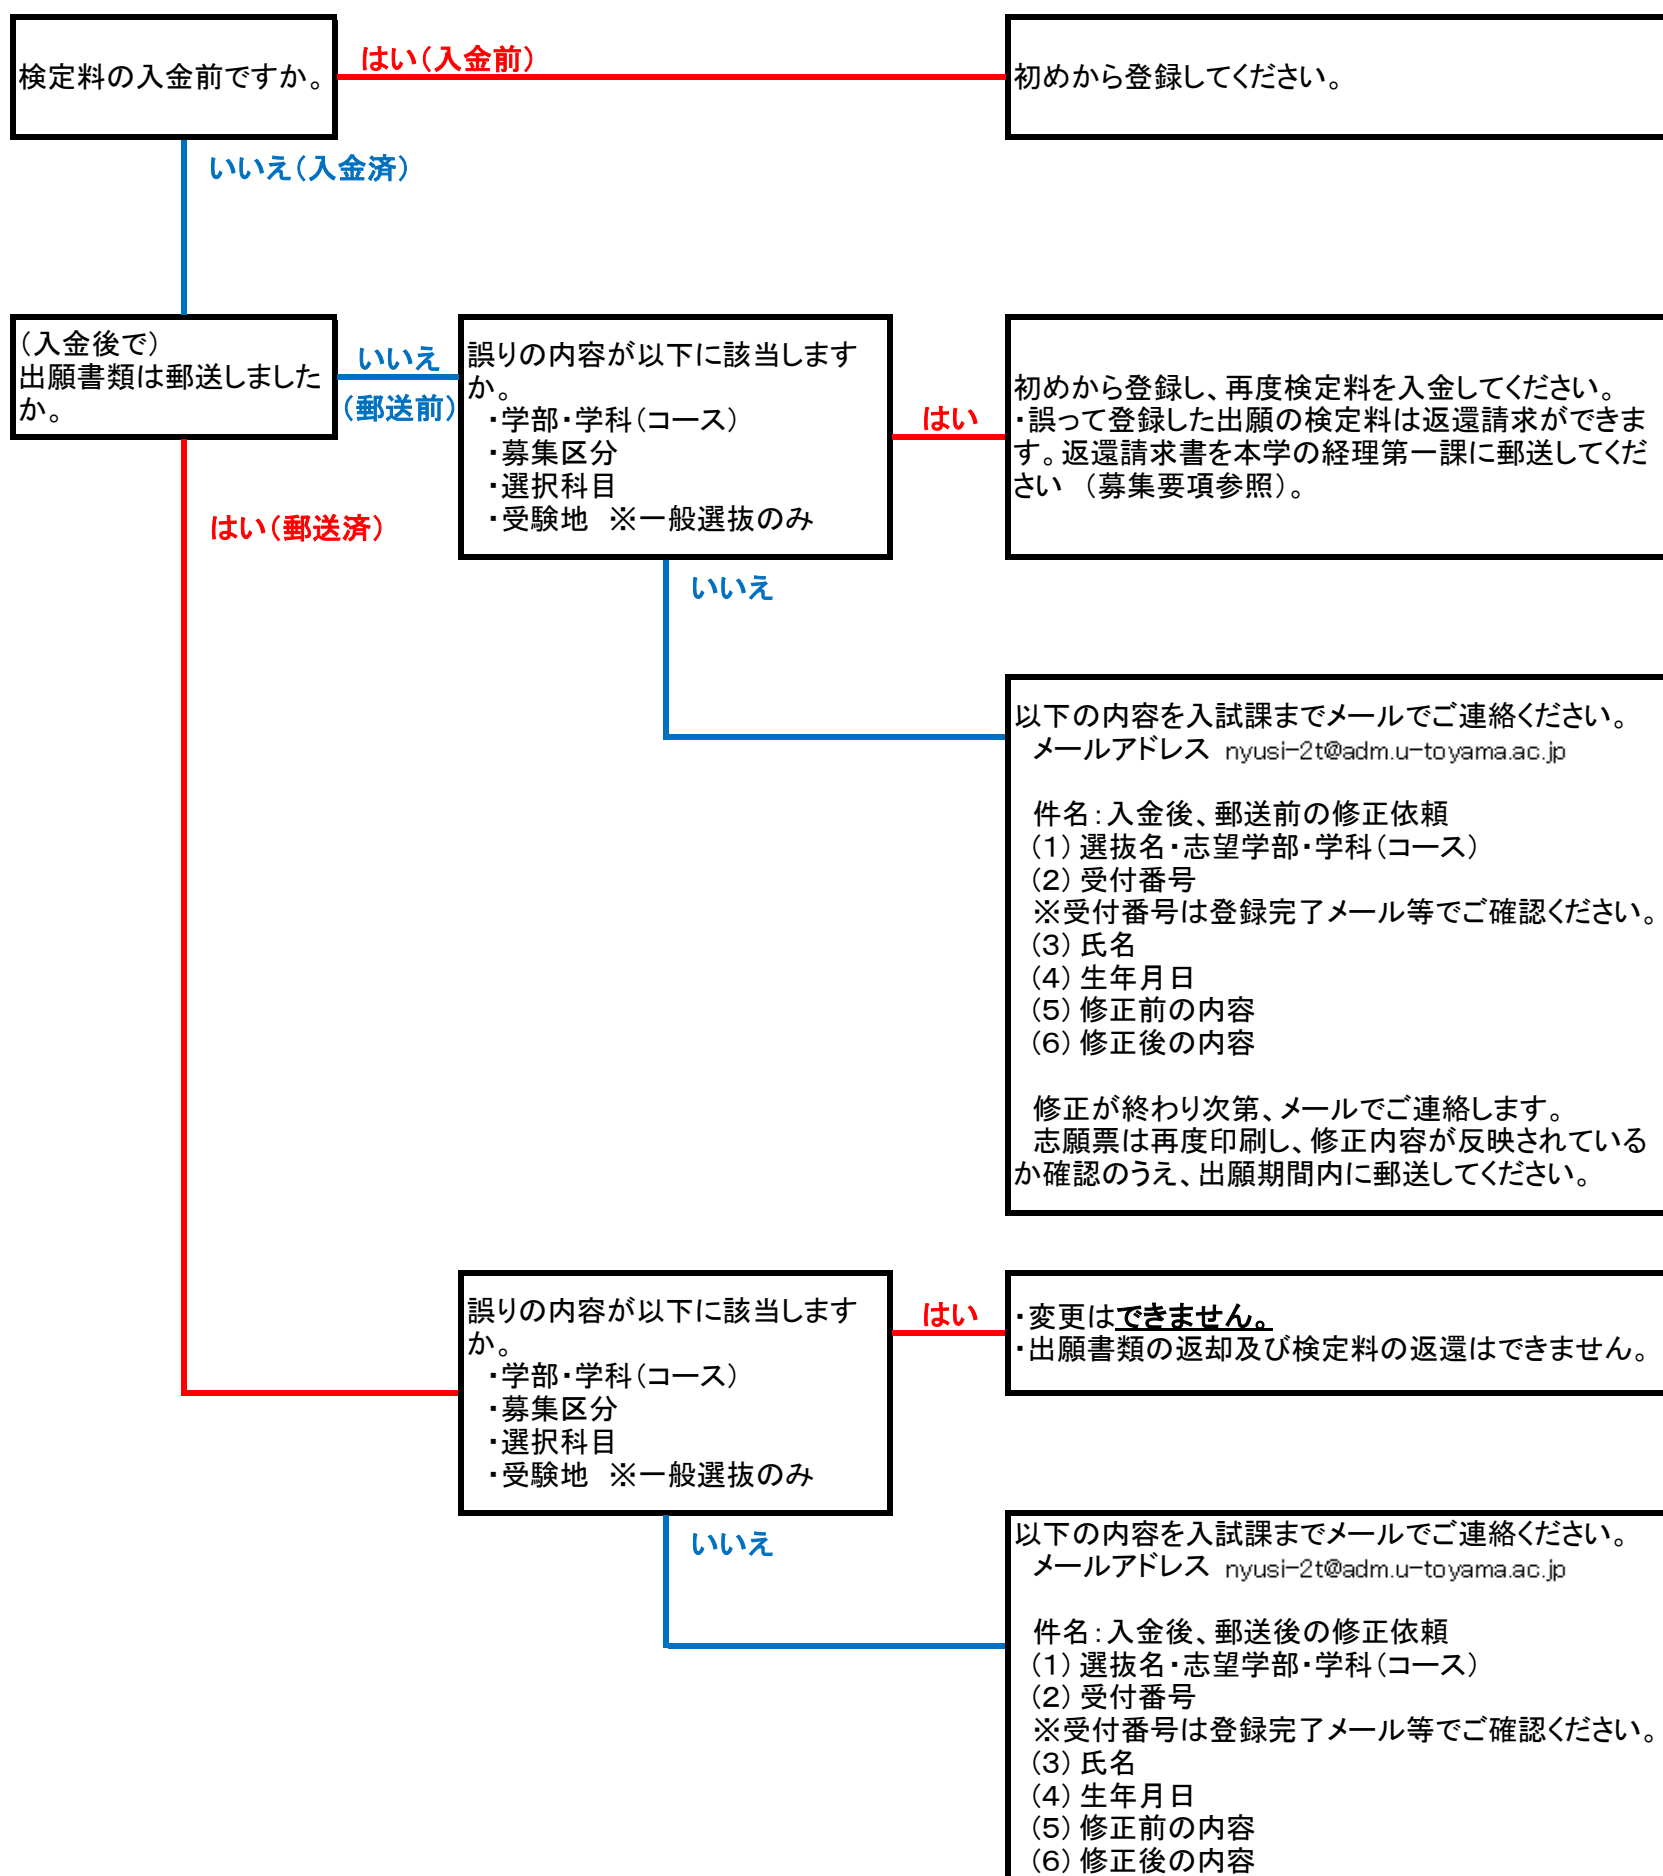 検定料の入金前ですか。
はい(入金前)
初めから登録してください。
いいえ(入金済)
(入金後で)
出願書類は郵送しました
か。
いいえ
(郵送前)
誤りの内容が以下に該当します
か。
・学部・学科(コース)
・募集区分
・選択科目
・受験地 ※一般選抜のみ
はい
初めから登録し、再度検定料を入金してください。
・誤って登録した出願の検定料は返還請求ができま
す。返還請求書を本学の経理第一課に郵送してくだ
さい (募集要項参照)。
はい(郵送済)
いいえ
以下の内容を入試課までメールでご連絡ください。
メールアドレス nyusi-2t@adm.u-toyama.ac.jp
件名:入金後、郵送前の修正依頼
(1)選抜名・志望学部・学科(コース)
(2)受付番号
※受付番号は登録完了メール等でご確認ください。
(3)氏名
(4)生年月日
(5)修正前の内容
(6)修正後の内容
修正が終わり次第、メールでご連絡します。
志願票は再度印刷し、修正内容が反映されている
か確認のうえ、出願期間内に郵送してください。
誤りの内容が以下に該当します
か。
・学部・学科(コース)
・募集区分
・選択科目
・受験地 ※一般選抜のみ
はい
・変更はできません。
・出願書類の返却及び検定料の返還はできません。
いいえ
以下の内容を入試課までメールでご連絡ください。
メールアドレス nyusi-2t@adm.u-toyama.ac.jp
件名:入金後、郵送後の修正依頼
(1)選抜名・志望学部・学科(コース)
(2)受付番号
※受付番号は登録完了メール等でご確認ください。
(3)氏名
(4)生年月日
(5)修正前の内容
(6)修正後の内容